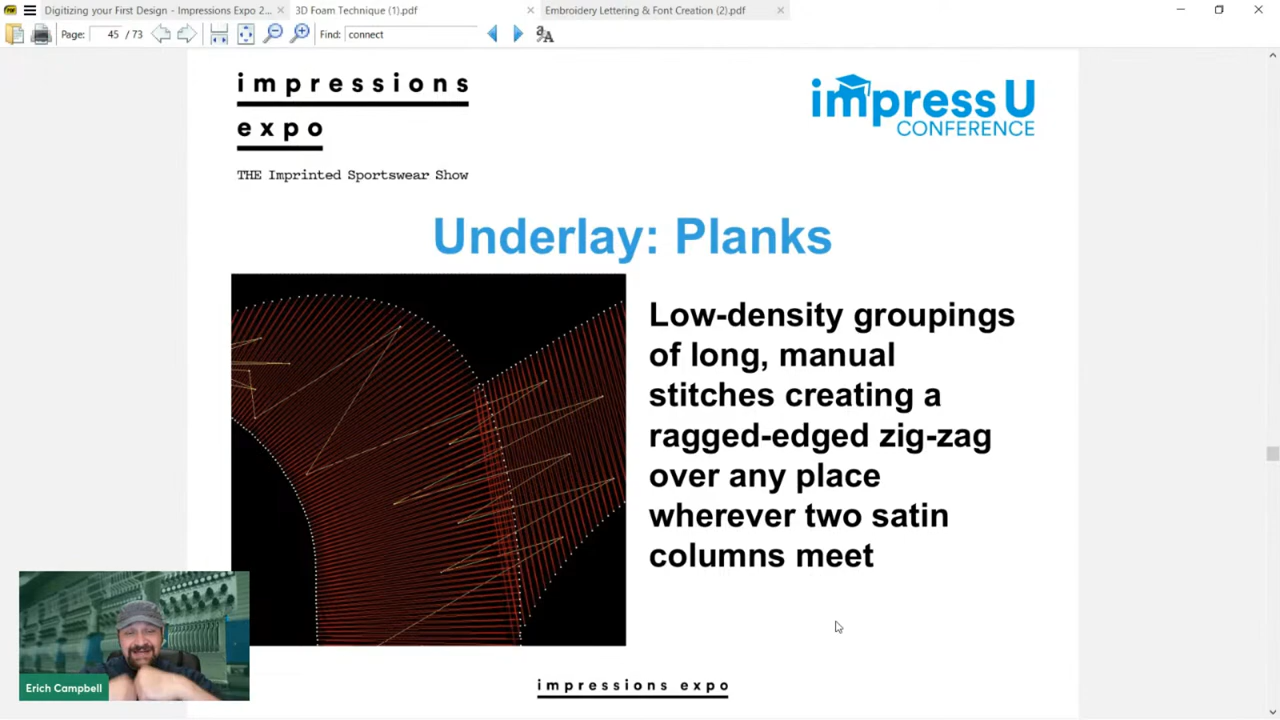 Digitizing your First Design - Impressions Expo 2...
3D Foam Technique (1).pdf
Embroidery Lettering & Font Creation (2).pdf
Page: 45 / 73
Find: connect
impressions
expo
THE Imprinted Sportswear Show
impress U
CONFERENCE
Underlay: Planks
Low-density groupings
of long, manual
stitches creating a
ragged-edged zig-zag
over any place
wherever two satin
columns meet
Erich Campbell
impressions expo